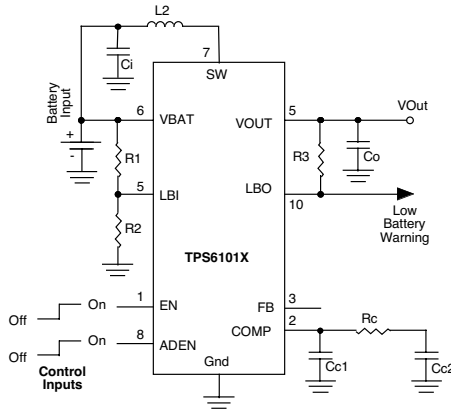 L2
Ci
7
SW
Battery
Input
+
-
6
VBAT
VOUT
5
VOut
R1
R3
Co
5
LBI
LBO
10
R2
Low
Battery
Warning
TPS6101X
Off
On
1
EN
FB
3
COMP
2
Rc
Off
On
8
ADEN
Gnd
Cc1
Cc2
Control
Inputs